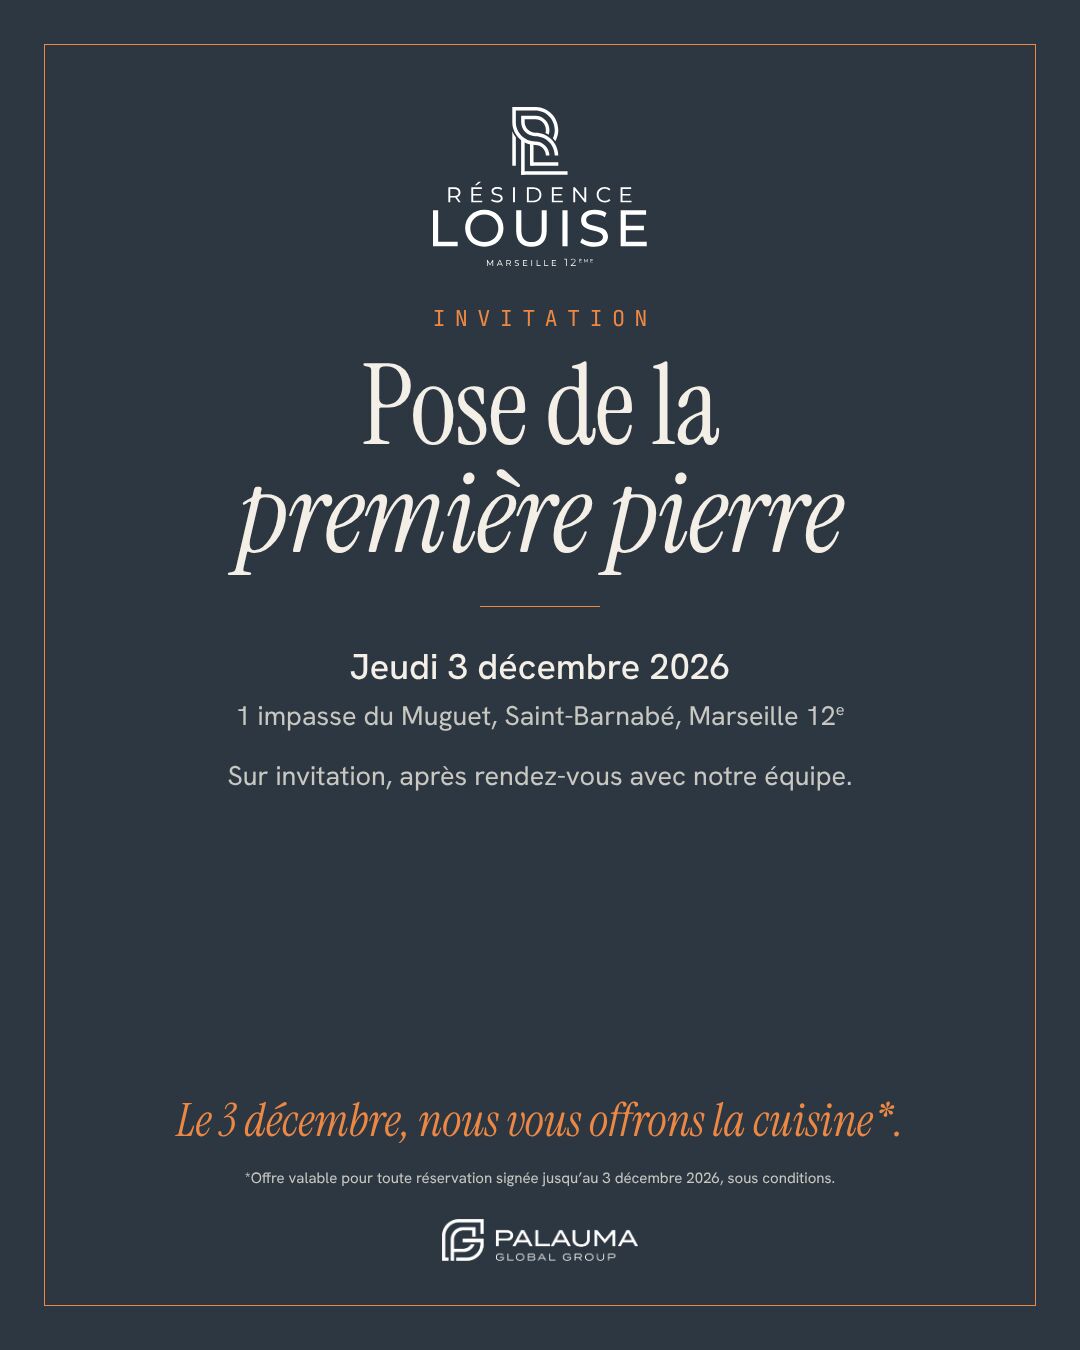 RÉSIDENCE
LOUISE
MARSEILLE 12ÈME
INVITATION
Pose de la
première pierre
Jeudi 3 décembre 2026
1 impasse du Muguet, Saint-Barnabé, Marseille 12e
Sur invitation, après rendez-vous avec notre équipe.
Le 3 décembre, nous vous offrons la cuisine*.
*Offre valable pour toute réservation signée jusqu’au 3 décembre 2026, sous conditions.
PALAUMA
GLOBAL GROUP